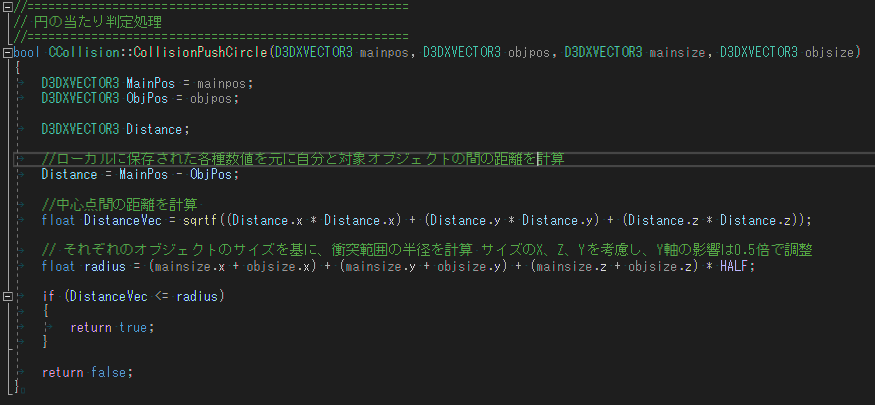 //=======================================================
// 円の当たり判定処理
//=======================================================
bool CCollision::CollisionPushCircle(D3DXVECTOR3 mainpos, D3DXVECTOR3 objpos, D3DXVECTOR3 mainsize, D3DXVECTOR3 objsize)
{
D3DXVECTOR3 MainPos = mainpos;
D3DXVECTOR3 ObjPos = objpos;
D3DXVECTOR3 Distance;
//ローカルに保存された各種数値を元に自分と対象オブジェクトの間の距離を計算
Distance = MainPos - ObjPos;
//中心点間の距離を計算
float DistanceVec = sqrtf((Distance.x * Distance.x) + (Distance.y * Distance.y) + (Distance.z * Distance.z));
// それぞれのオブジェクトのサイズを基に、衝突範囲の半径を計算 サイズのX、Z、Yを考慮し、Y軸の影響は0.5倍で調整
float radius = (mainsize.x + objsize.x) + (mainsize.y + objsize.y) + (mainsize.z + objsize.z) * HALF;
if (DistanceVec <= radius)
{
return true;
}
return false;
}